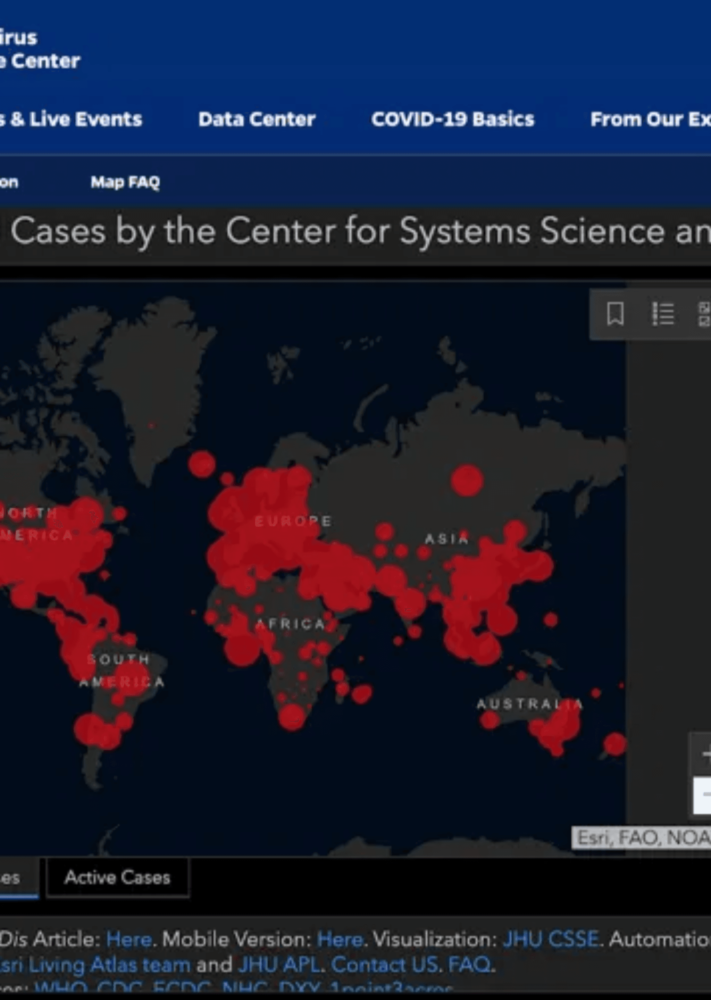 irus
e Center
s & Live Events Data Center COVID-19 Basics From Our Ex
on Map FAQ
Cases by the Center for Systems Science an
NORTH
AMERICA
EUROPE
ASIA
AFRICA
SOUTH
AMERICA
AUSTRALIA
Esri, FAO, NOA
es Active Cases
Dis Article: Here. Mobile Version: Here. Visualization: JHU CSSE. Automatio
sri Living Atlas team and JHU APL. Contact US. FAQ.
WHO, CDC, ECDC, NHC, DXY, 1point3acres